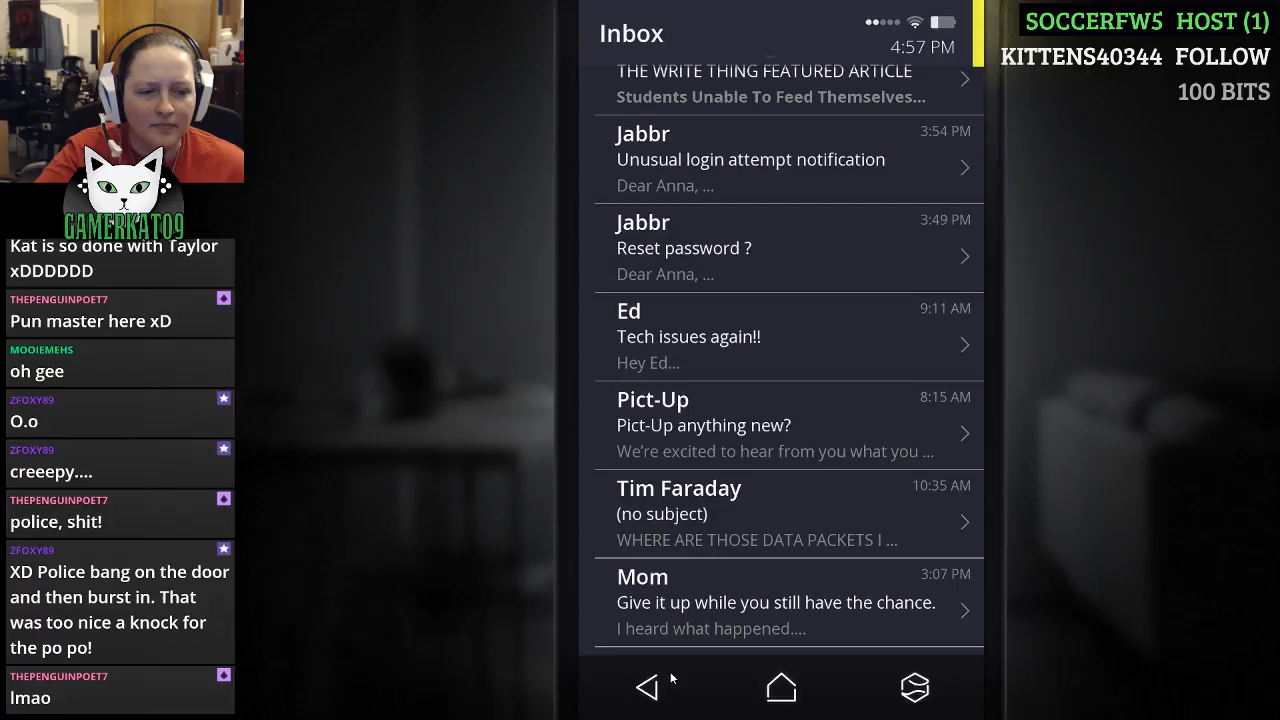 GAMERKAT09
Kat is so done with Taylor
xDDDDDD
THEPENGUINPOET7
Pun master here xD
MOOIEMEHS
oh gee
ZFOXY89
O.o
ZFOXY89
creeepy....
THEPENGUINPOET7
police, shit!
ZFOXY89
XD Police bang on the door
and then burst in. That
was too nice a knock for
the po po!
THEPENGUINPOET7
lmao
Inbox
4:57 PM
THE WRITE THING FEATURED ARTICLE
Students Unable To Feed Themselves...
Jabbr 3:54 PM
Unusual login attempt notification
Dear Anna, ...
Jabbr 3:49 PM
Reset password ?
Dear Anna, ...
Ed 9:11 AM
Tech issues again!!
Hey Ed...
Pict-Up 8:15 AM
Pict-Up anything new?
We're excited to hear from you what you ...
Tim Faraday 10:35 AM
(no subject)
WHERE ARE THOSE DATA PACKETS I ...
Mom 3:07 PM
Give it up while you still have the chance.
I heard what happened....
SOCCERFW5 HOST (1)
KITTENS40344 FOLLOW
100 BITS